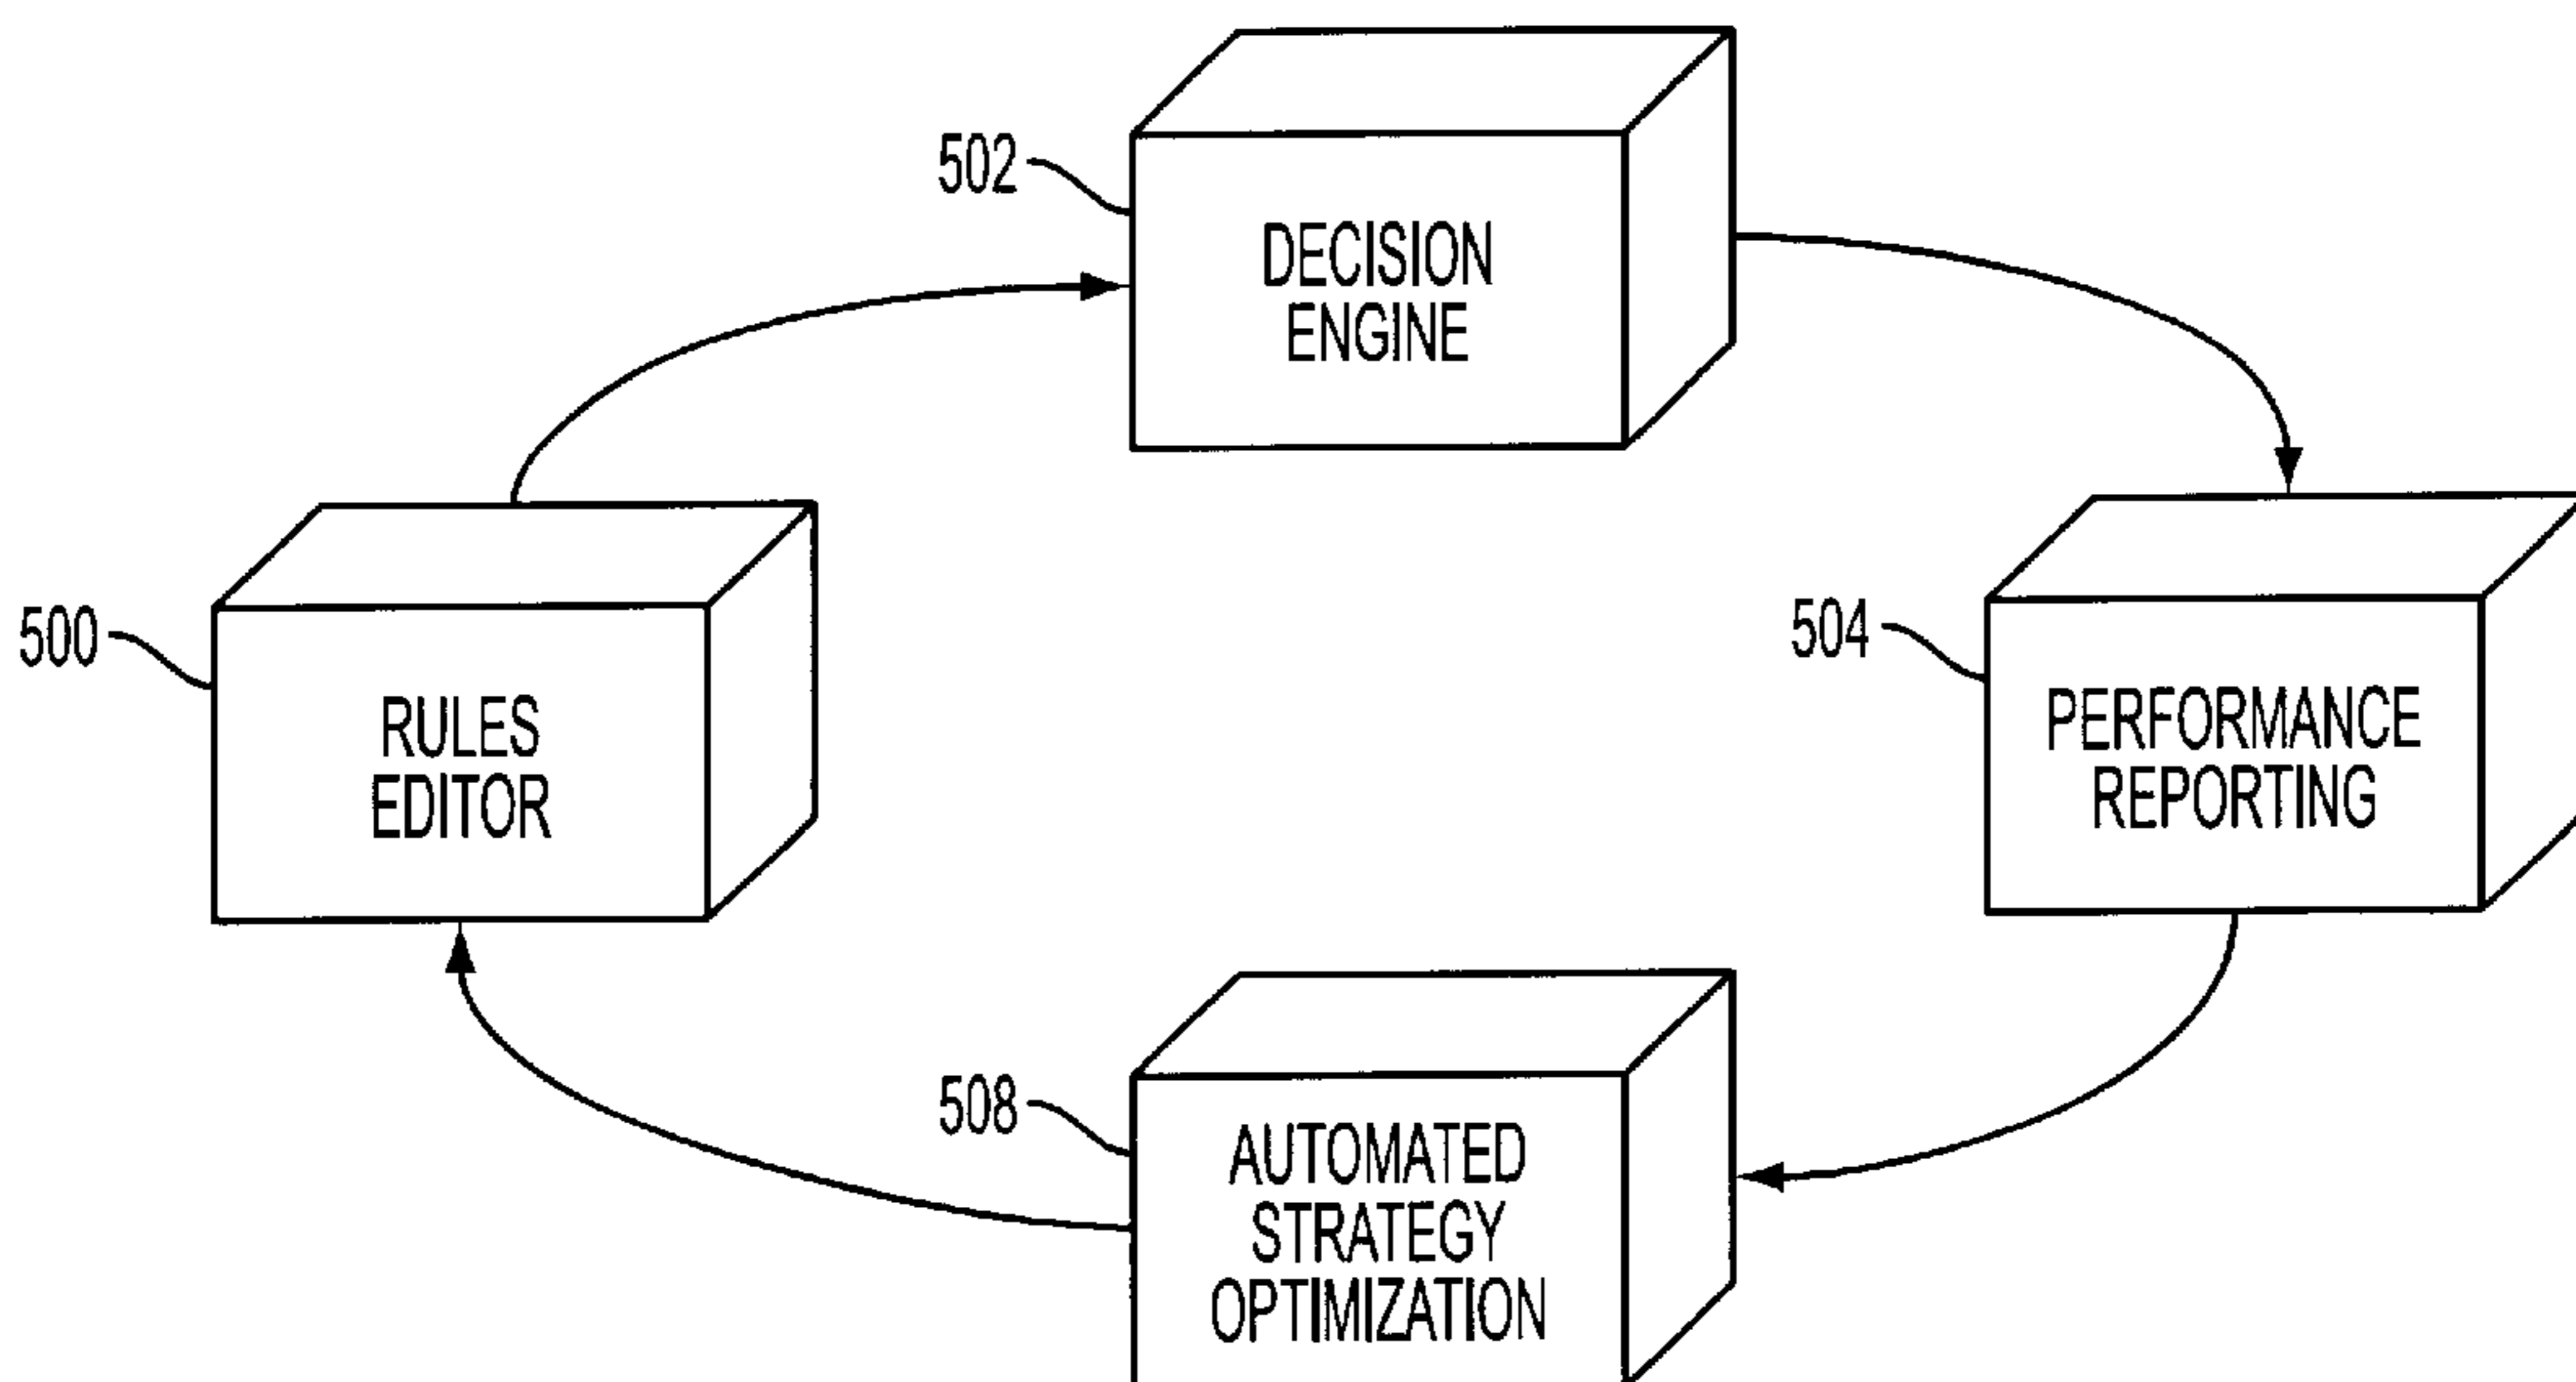 502
DECISION
ENGINE
500
RULES
EDITOR
504
PERFORMANCE
REPORTING
508
AUTOMATED
STRATEGY
OPTIMIZATION